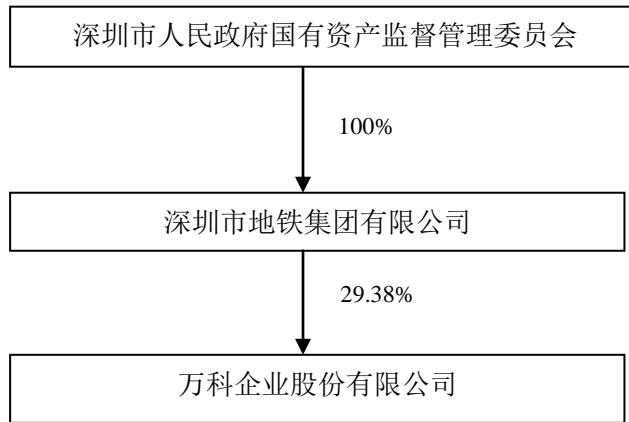 深圳市人民政府国有资产监督管理委员会
100%
深圳市地铁集团有限公司
29.38%
万科企业股份有限公司